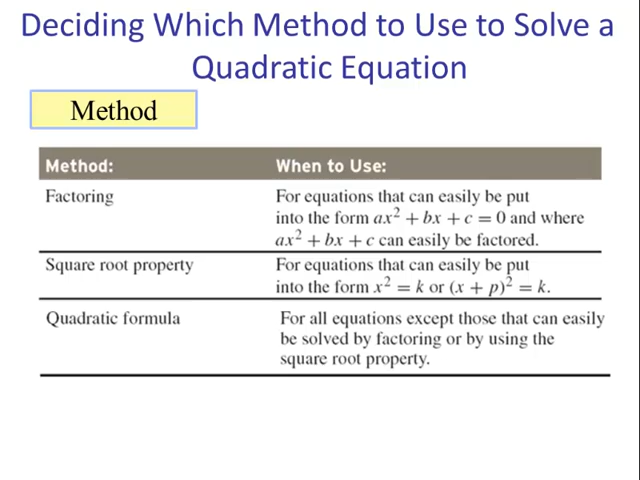 Deciding Which Method to Use to Solve a
Quadratic Equation
Method
Method: When to Use:
Factoring For equations that can easily be put
into the form ax² + bx + c = 0 and where
ax² + bx + c can easily be factored.
Square root property For equations that can easily be put
into the form x² = k or (x + p)² = k.
Quadratic formula For all equations except those that can easily
be solved by factoring or by using the
square root property.